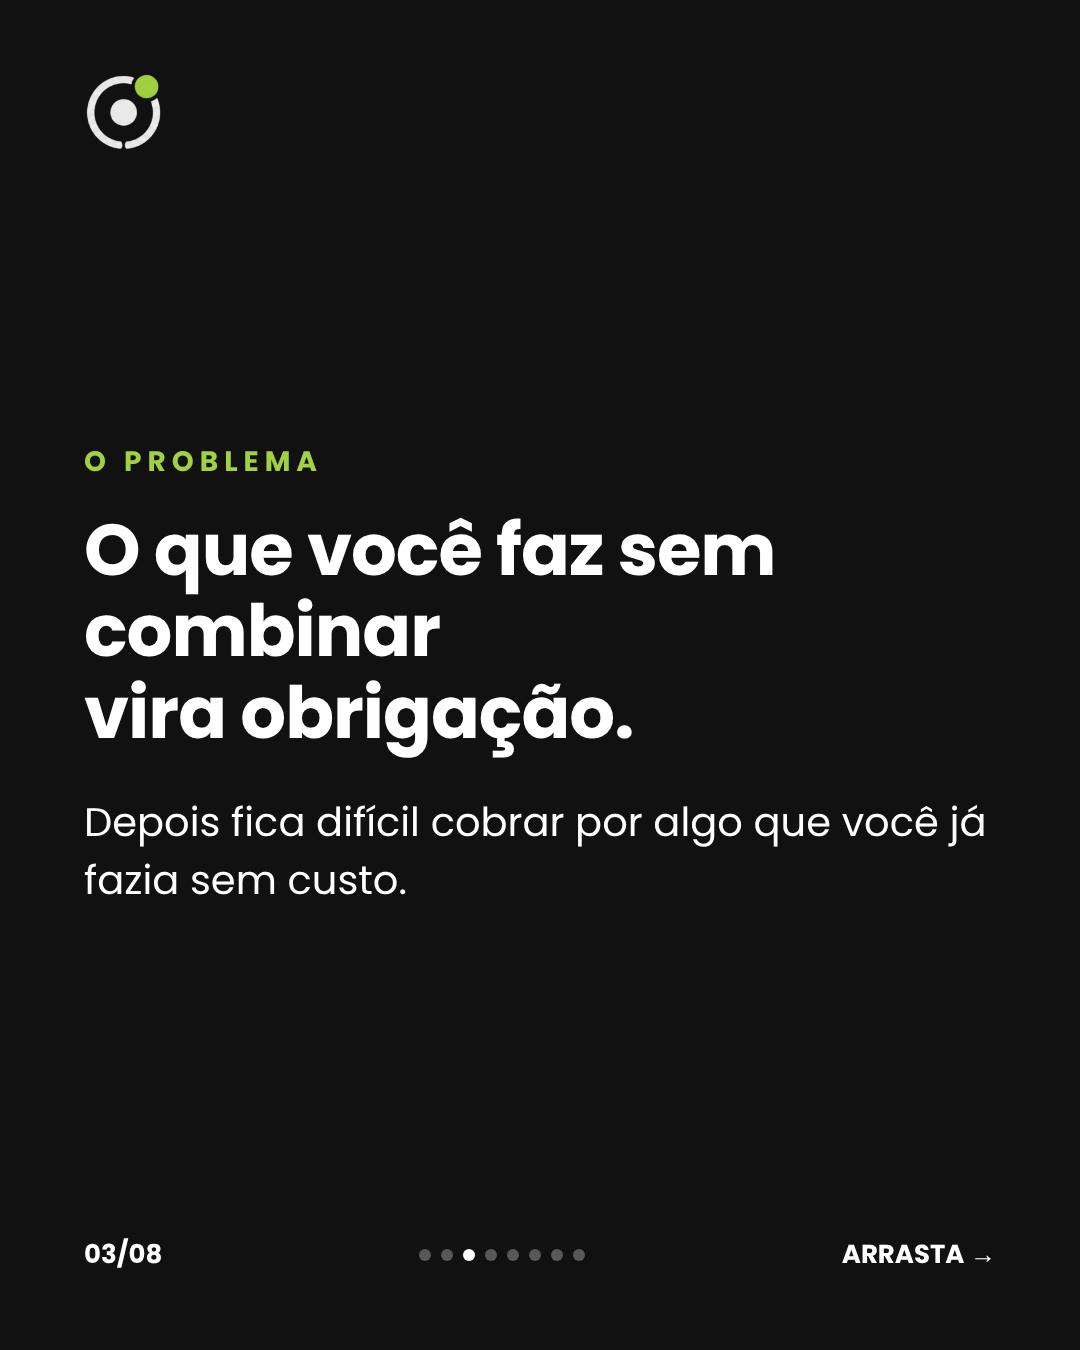 O PROBLEMA
O que você faz sem
combinar
vira obrigação.
Depois fica difícil cobrar por algo que você já
fazia sem custo.
03/08
ARRASTA →